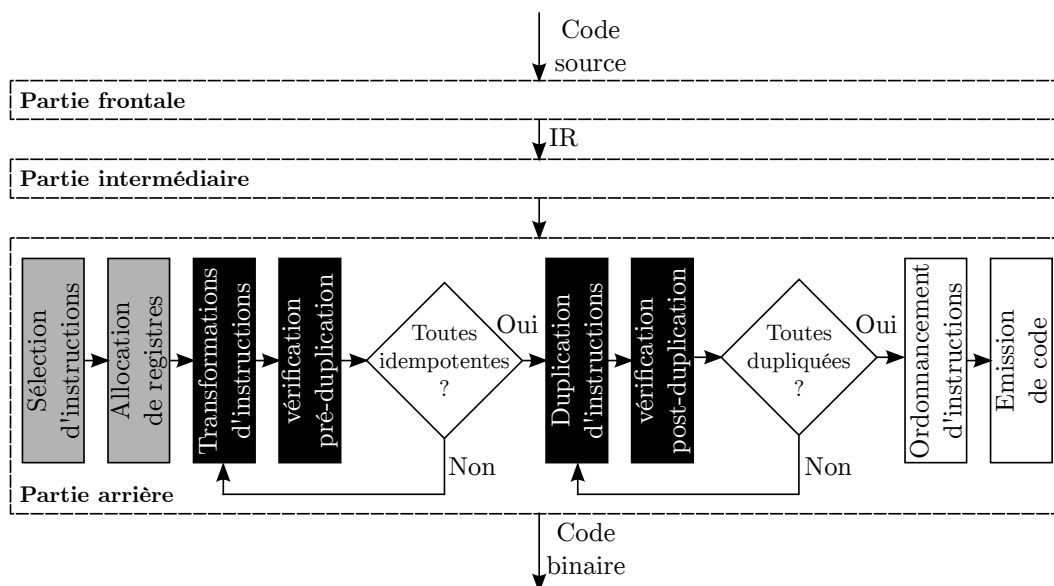 Code
source
Partie frontale
IR
Partie intermédiaire
Sélection
d'instructions
Allocation
de registres
Transformations
d'instructions
vérification
pré-duplication
Toutes
idempotentes
?
Oui
Non
Duplication
d'instructions
vérification
post-duplication
Toutes
dupliquées
?
Oui
Non
Ordonnancement
d'instructions
Emission
de code
Partie arrière
Code
binaire